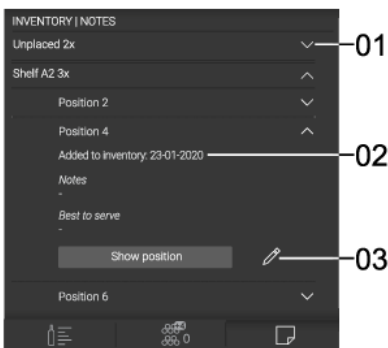 INVENTORY | NOTES
Unplaced 2x
01
Shelf A2 3x
Position 2
Position 4
Added to inventory: 23-01-2020
02
Notes
-
Best to serve
-
Show position
03
Position 6
0